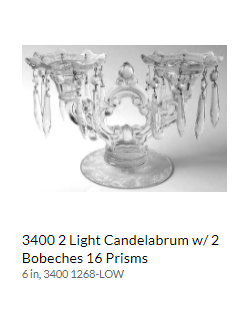 3400 2 Light Candelabrum w/ 2
Bobeches 16 Prisms
6 in, 3400 1268-LOW